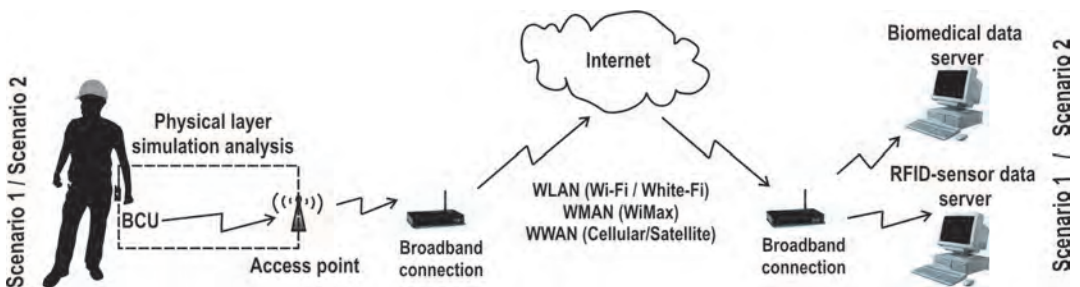 Scenario 1 / Scenario 2
Physical layer
simulation analysis
BCU
Access point
Broadband
connection
Internet
WLAN (Wi-Fi / White-Fi)
WMAN (WiMax)
WWAN (Cellular/Satellite)
Broadband
connection
Biomedical data
server
RFID-sensor data
server
Scenario 1 / Scenario 2